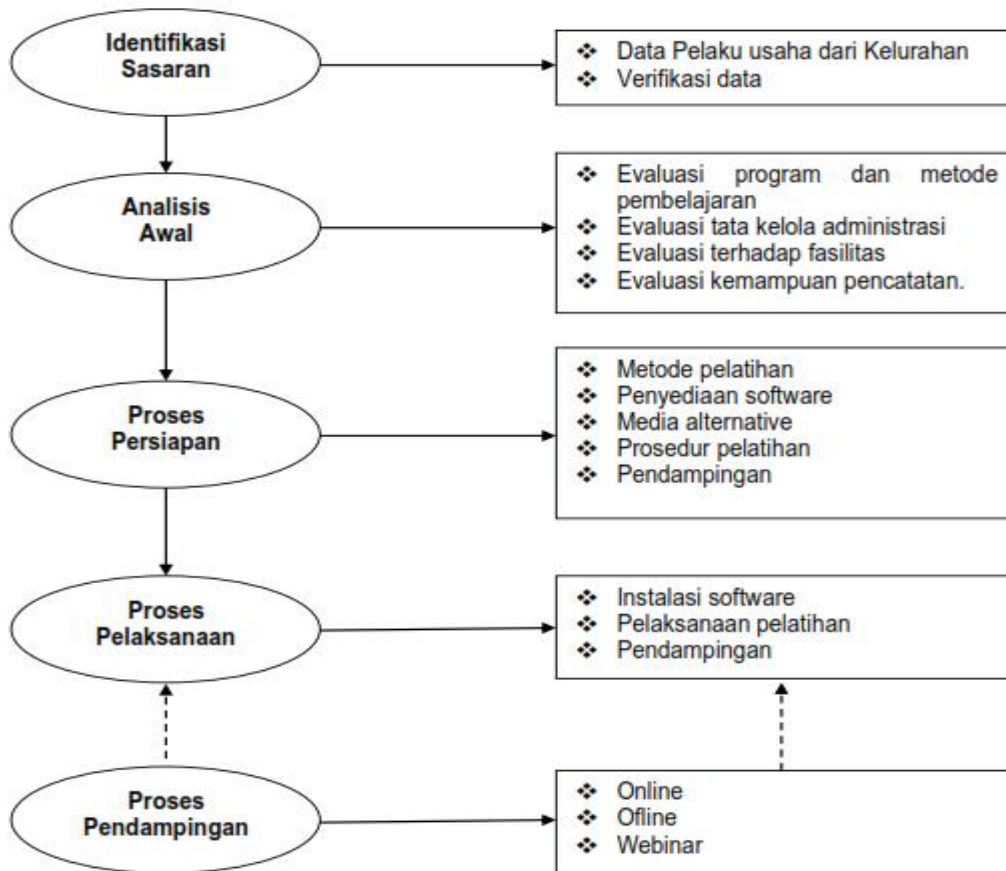 Identifikasi
Sasaran
❖ Data Pelaku usaha dari Kelurahan
❖ Verifikasi data
Analisis
Awal
❖ Evaluasi program dan metode
pembelajaran
❖ Evaluasi tata kelola administrasi
❖ Evaluasi terhadap fasilitas
❖ Evaluasi kemampuan pencatatan.
Proses
Persiapan
❖ Metode pelatihan
❖ Penyediaan software
❖ Media alternative
❖ Prosedur pelatihan
❖ Pendampingan
Proses
Pelaksanaan
❖ Instalasi software
❖ Pelaksanaan pelatihan
❖ Pendampingan
Proses
Pendampingan
❖ Online
❖ Ofline
❖ Webinar